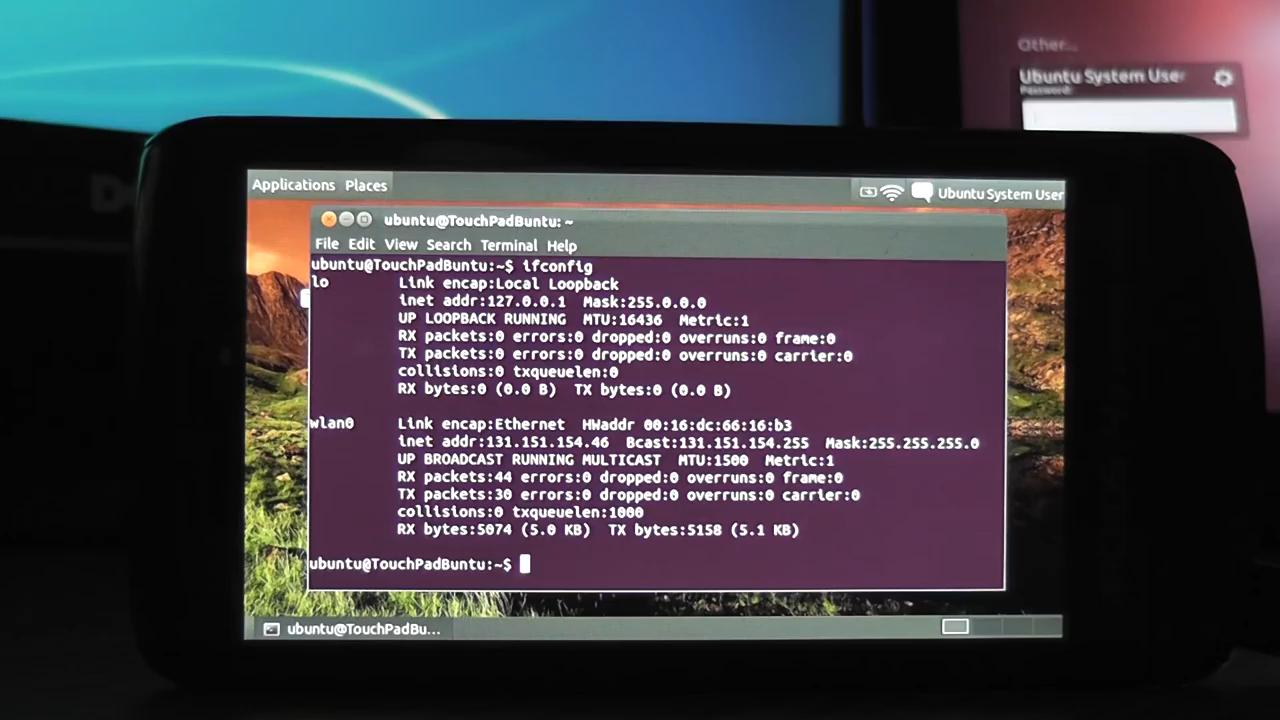 Other...
Ubuntu System Use
Password:
Applications Places
Ubuntu System User
ubuntu@TouchPadBuntu: ~
File Edit View Search Terminal Help
ubuntu@TouchPadBuntu:~$ ifconfig
lo Link encap:Local Loopback
inet addr:127.0.0.1 Mask:255.0.0.0
UP LOOPBACK RUNNING MTU:16436 Metric:1
RX packets:0 errors:0 dropped:0 overruns:0 frame:0
TX packets:0 errors:0 dropped:0 overruns:0 carrier:0
collisions:0 txqueuelen:0
RX bytes:0 (0.0 B) TX bytes:0 (0.0 B)
wlan0 Link encap:Ethernet HWaddr 00:16:dc:66:16:b3
inet addr:131.151.154.46 Bcast:131.151.154.255 Mask:255.255.255.0
UP BROADCAST RUNNING MULTICAST MTU:1500 Metric:1
RX packets:44 errors:0 dropped:0 overruns:0 frame:0
TX packets:30 errors:0 dropped:0 overruns:0 carrier:0
collisions:0 txqueuelen:1000
RX bytes:5074 (5.0 KB) TX bytes:5158 (5.1 KB)
ubuntu@TouchPadBuntu:~$
ubuntu@TouchPadBu...